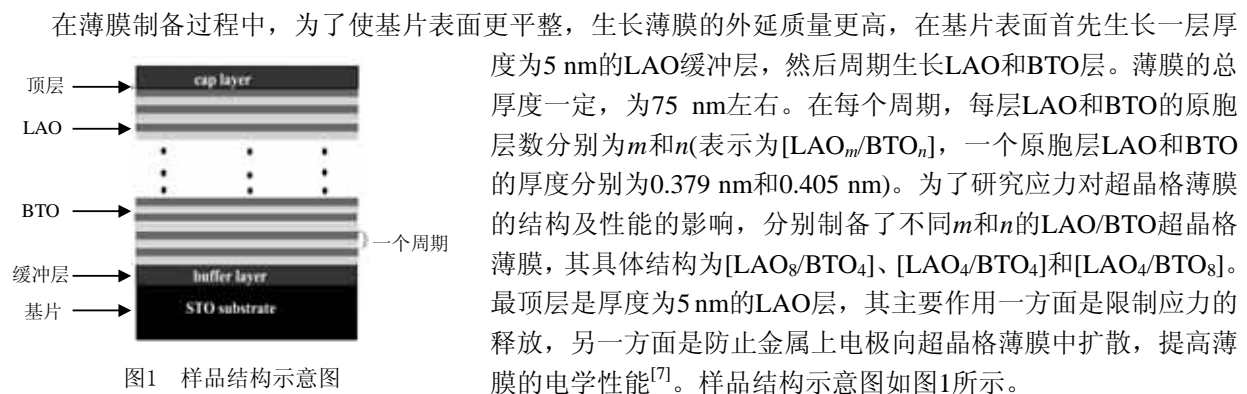 在薄膜制备过程中，为了使基片表面更平整，生长薄膜的外延质量更高，在基片表面首先生长一层厚
度为5 nm的LAO缓冲层，然后周期生长LAO和BTO层。薄膜的总
厚度一定，为75 nm左右。在每个周期，每层LAO和BTO的原胞
层数分别为m和n(表示为[LAOm/BTOn]，一个原胞层LAO和BTO
的厚度分别为0.379 nm和0.405 nm)。为了研究应力对超晶格薄膜
的结构及性能的影响，分别制备了不同m和n的LAO/BTO超晶格
薄膜，其具体结构为[LAO8/BTO4]、[LAO4/BTO4]和[LAO4/BTO8]。
最顶层是厚度为5 nm的LAO层，其主要作用一方面是限制应力的
释放，另一方面是防止金属上电极向超晶格薄膜中扩散，提高薄
膜的电学性能[7]。样品结构示意图如图1所示。
cap layer
顶层
LAO
BTO
一个周期
缓冲层
buffer layer
基片
STO substrate
图1 样品结构示意图